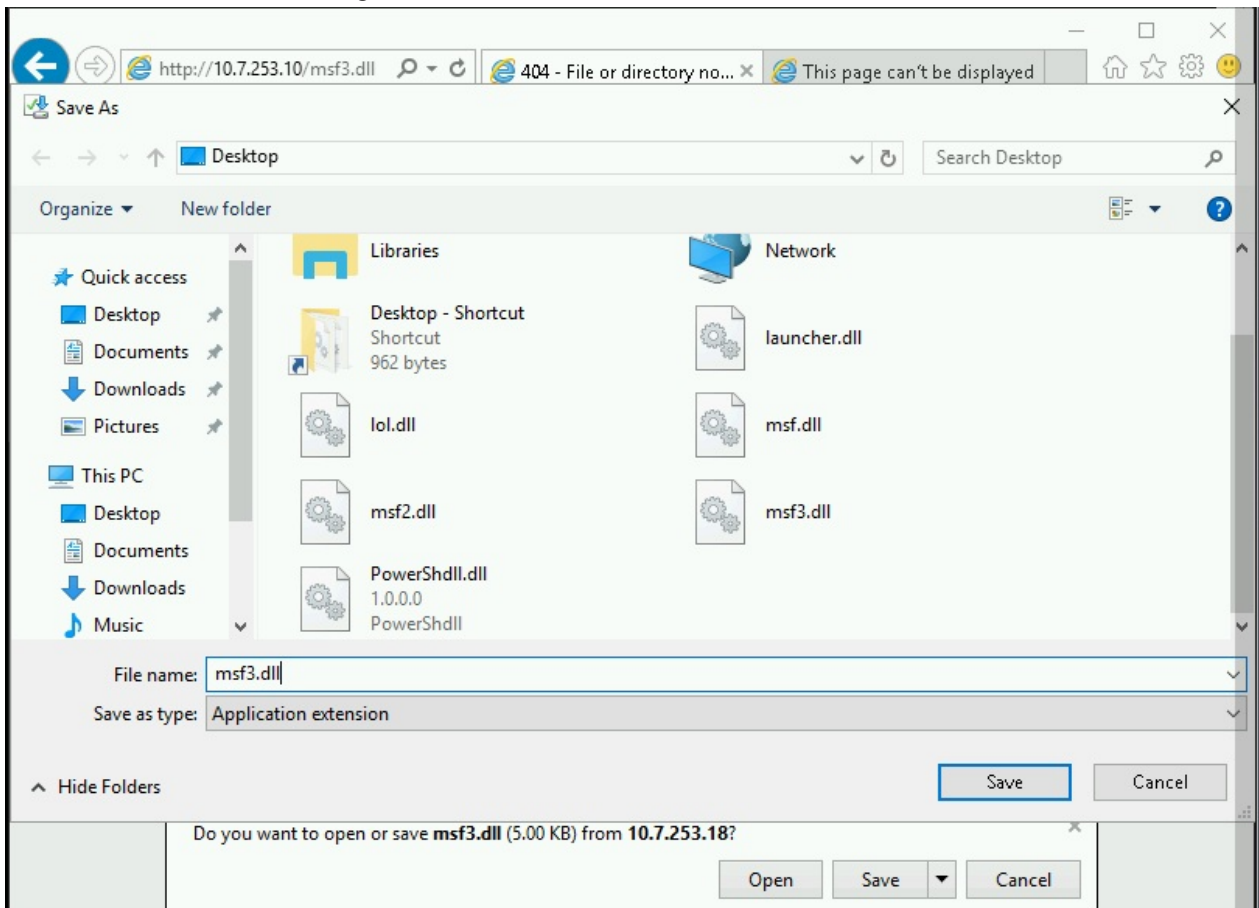 http://10.7.253.10/msf3.dll
404 - File or directory no...
This page can't be displayed
Save As
Desktop
Search Desktop
Organize
New folder
Quick access
Desktop
Documents
Downloads
Pictures
This PC
Desktop
Documents
Downloads
Music
Libraries
Network
Desktop - Shortcut
Shortcut
962 bytes
launcher.dll
lol.dll
msf.dll
msf2.dll
msf3.dll
PowerShdll.dll
1.0.0.0
PowerShdll
File name: msf3.dll
Save as type: Application extension
Hide Folders
Save
Cancel
Do you want to open or save msf3.dll (5.00 KB) from 10.7.253.18?
Open
Save
Cancel